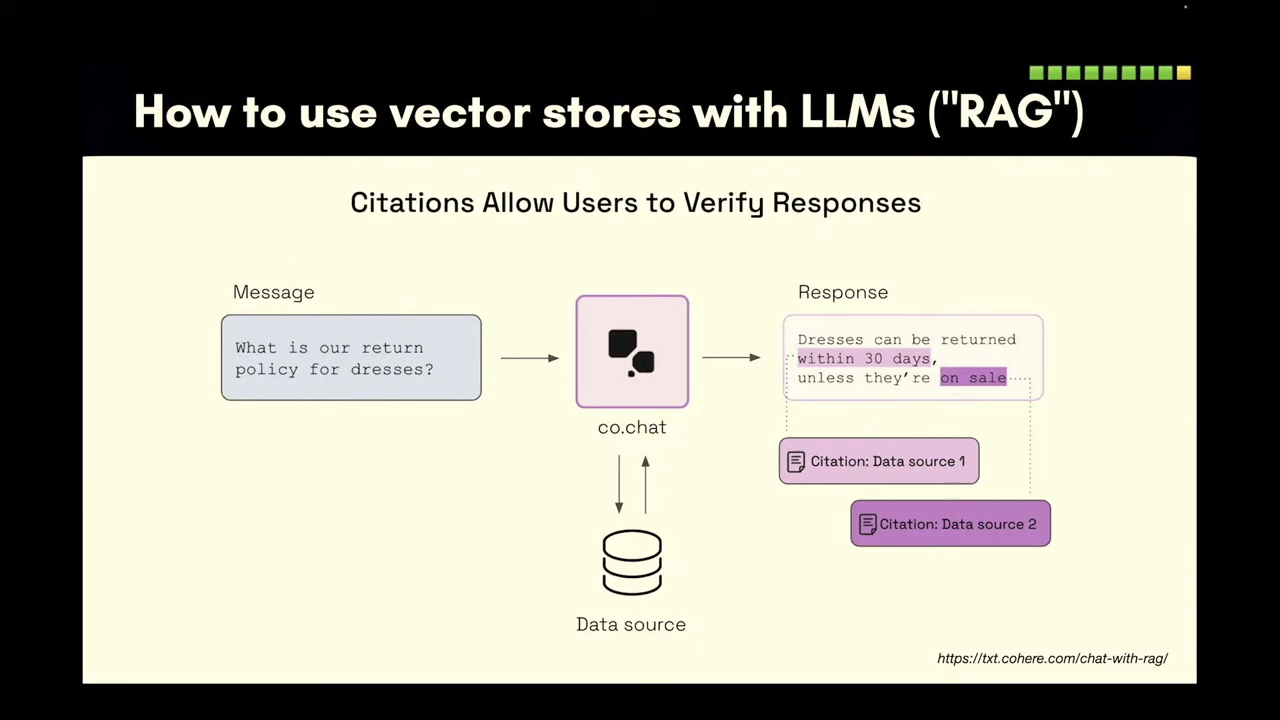 How to use vector stores with LLMs ("RAG")
Citations Allow Users to Verify Responses
Message
What is our return
policy for dresses?
co.chat
Data source
Response
Dresses can be returned
within 30 days,
unless they’re on sale
Citation: Data source 1
Citation: Data source 2
https://txt.cohere.com/chat-with-rag/